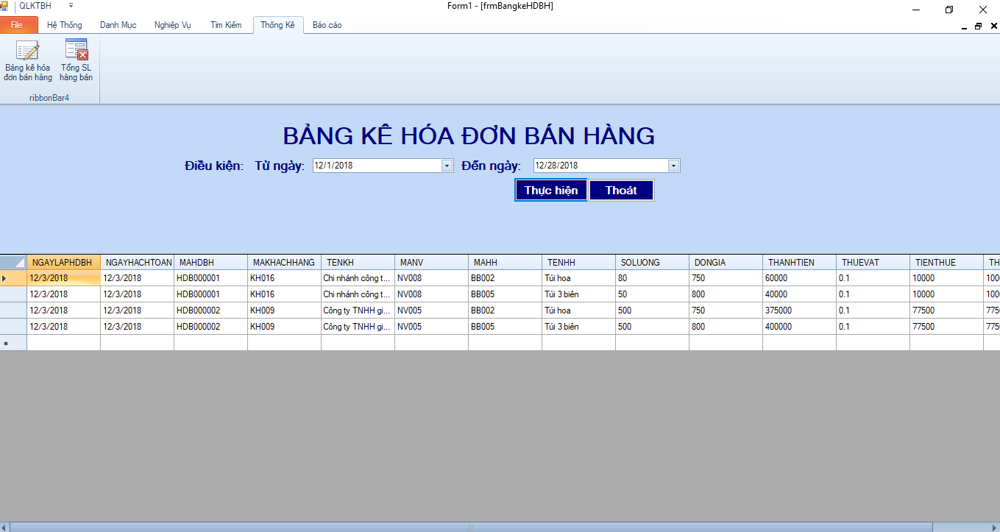 QLKTBH
Form1 - [frmBangkeHDBH]
File Hệ Thống Danh Mục Nghiệp Vụ Tìm Kiếm Thống Kê Báo cáo
Bảng kê hóa đơn bán hàng
Tổng SL hàng bán
ribbonBar4
BẢNG KÊ HÓA ĐƠN BÁN HÀNG
Điều kiện: Từ ngày: 12/1/2018 Đến ngày: 12/28/2018
Thực hiện Thoát
NGAYLAPHDBH NGAYHACHTOAN MAHDBH MAKHACHHANG TENKH MANV MAHH TENHH SOLUONG DONGIA THANHTIEN THUEVAT TIENTHUE TH
12/3/2018 12/3/2018 HDB000001 KH016 Chi nhánh công t... NV008 BB002 Túi hoa 80 750 60000 0.1 10000 100
12/3/2018 12/3/2018 HDB000001 KH016 Chi nhánh công t... NV008 BB005 Túi 3 biên 50 800 40000 0.1 10000 100
12/3/2018 12/3/2018 HDB000002 KH009 Công ty TNHH gi... NV005 BB002 Túi hoa 500 750 375000 0.1 77500 775
12/3/2018 12/3/2018 HDB000002 KH009 Công ty TNHH gi... NV005 BB005 Túi 3 biên 500 800 400000 0.1 77500 775